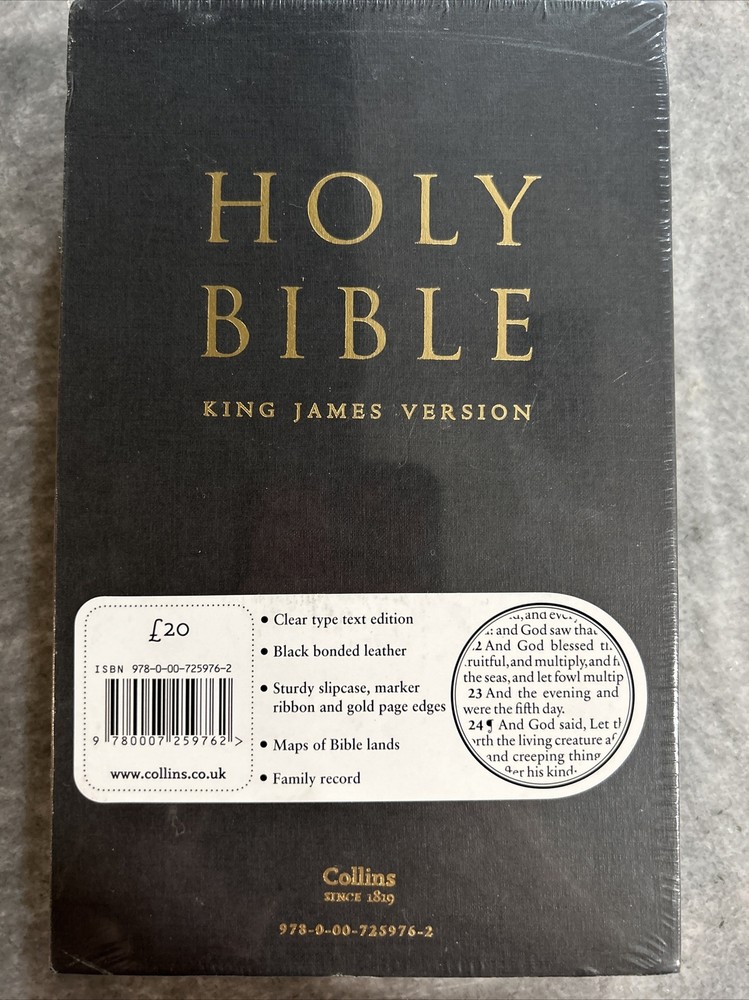 HOLY
BIBLE
KING JAMES VERSION
£20
ISBN 978-0-00-725976-2
9 780007 259762 >
www.collins.co.uk
• Clear type text edition
• Black bonded leather
• Sturdy slipcase, marker
ribbon and gold page edges
• Maps of Bible lands
• Family record
and every
and God saw that
2 And God blessed
ruitful, and multiply, and
the seas, and let fowl multip
23 And the evening and
were the fifth day.
24 ¶ And God said, Let
rth the living creature
and creeping thing
his kind:
Collins
SINCE 1819
978-0-00-725976-2